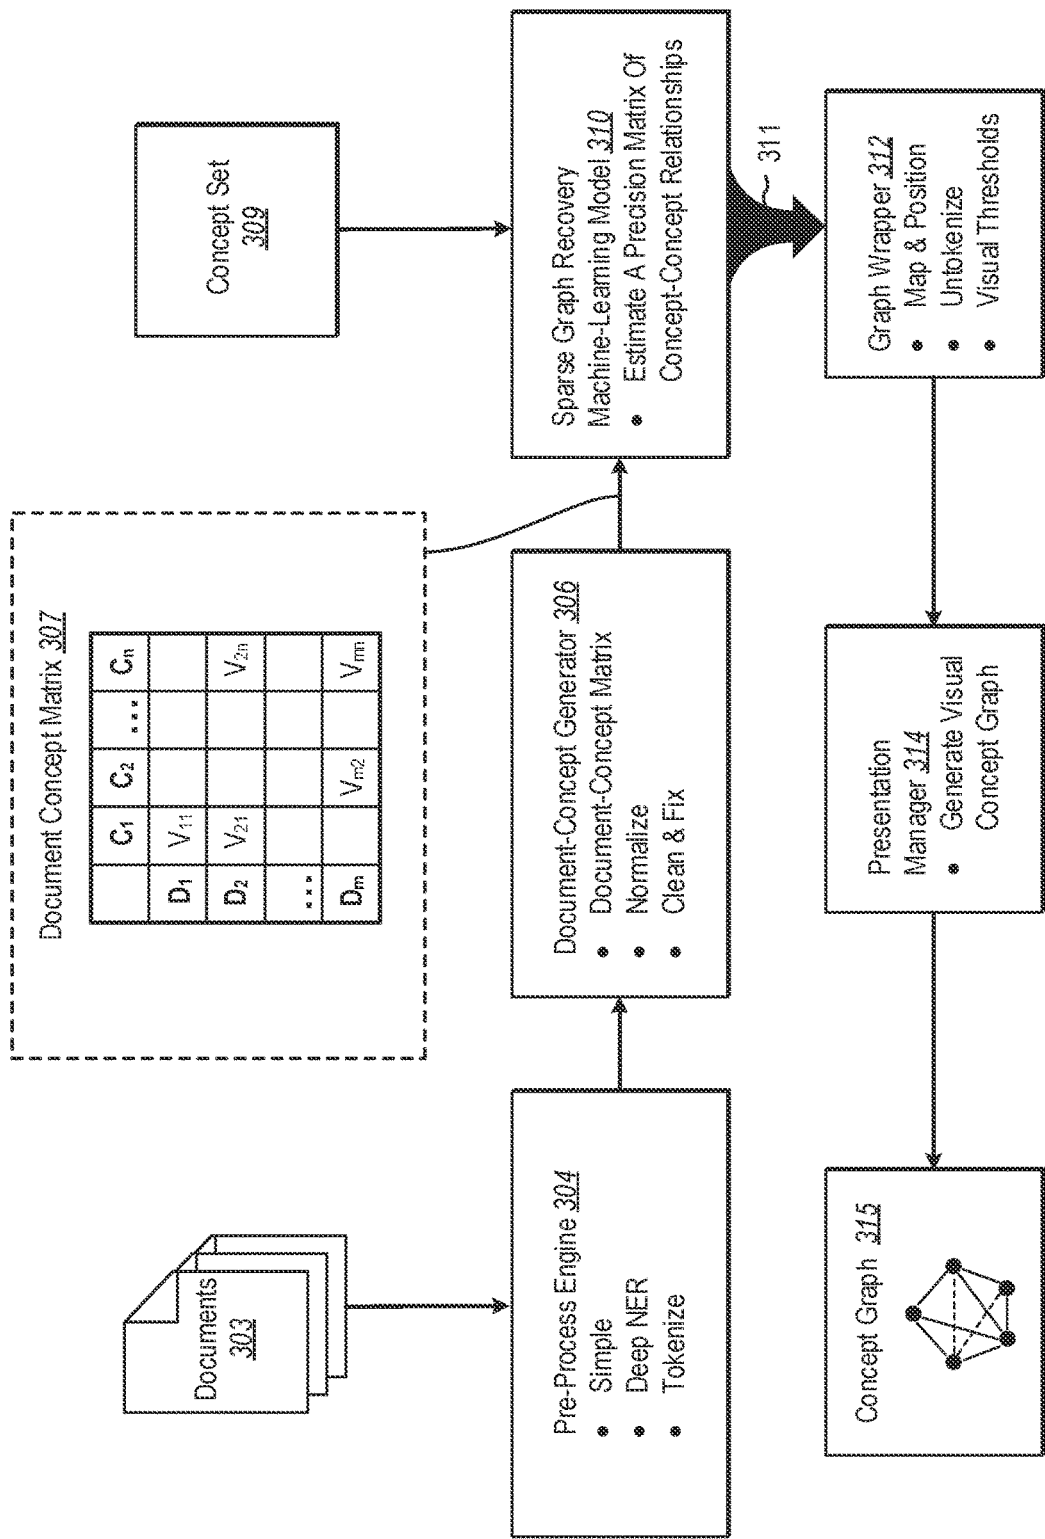 Documents
303
Document Concept Matrix 307
C1 C2 ... Cn
D1 V11
D2 V21 V2n
...
Dm Vm2 Vmn
Concept Set
309
Pre-Process Engine 304
• Simple
• Deep NER
• Tokenize
Document-Concept Generator 306
• Document-Concept Matrix
• Normalize
• Clean & Fix
Sparse Graph Recovery
Machine-Learning Model 310
• Estimate A Precision Matrix Of
Concept-Concept Relationships
311
Concept Graph 315
Presentation
Manager 314
• Generate Visual
Concept Graph
Graph Wrapper 312
• Map & Position
• Untokenize
• Visual Thresholds